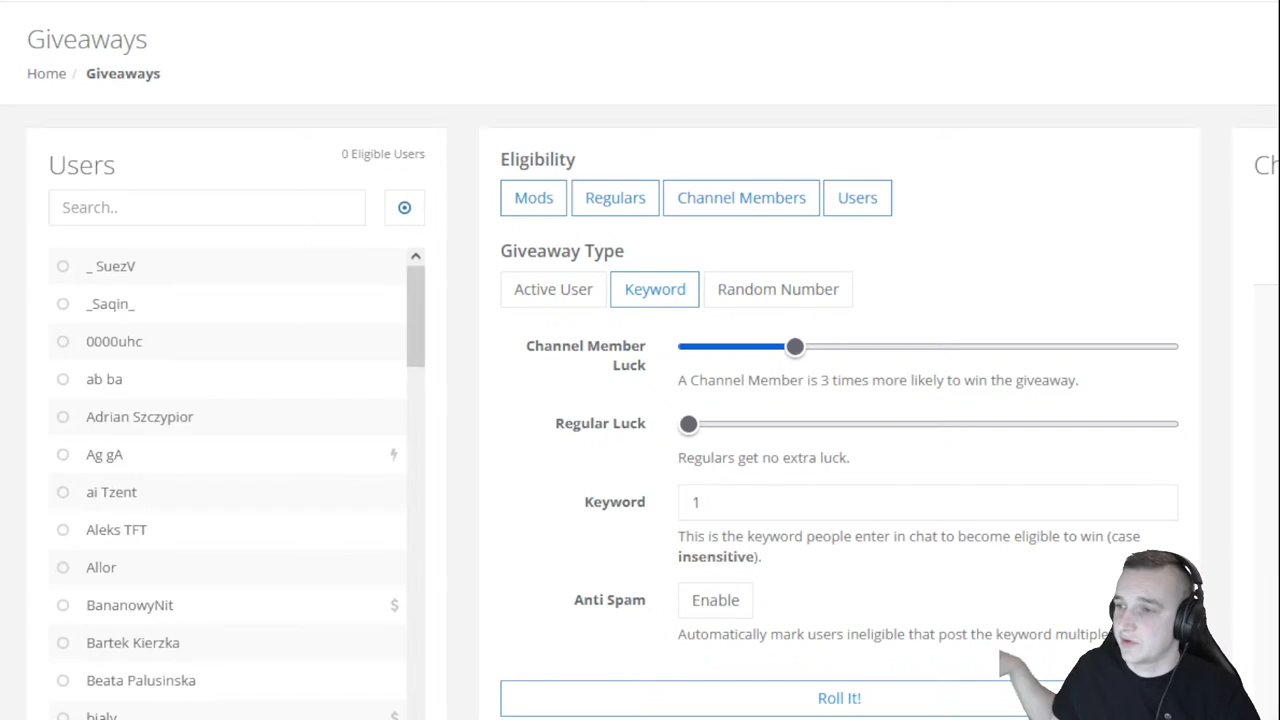 Giveaways
Home / Giveaways
Users
0 Eligible Users
Search..
_ SuezV
_Saqin_
0000uhc
ab ba
Adrian Szczypior
Ag gA
ai Tzent
Aleks TFT
Allor
BananowyNit $
Bartek Kierzka
Beata Palusinska
$
Eligibility
Mods Regulars Channel Members Users
Giveaway Type
Active User Keyword Random Number
Channel Member
Luck
A Channel Member is 3 times more likely to win the giveaway.
Regular Luck
Regulars get no extra luck.
Keyword 1
This is the keyword people enter in chat to become eligible to win (case
insensitive).
Anti Spam Enable
Automatically mark users ineligible that post the keyword multiple
Roll It!